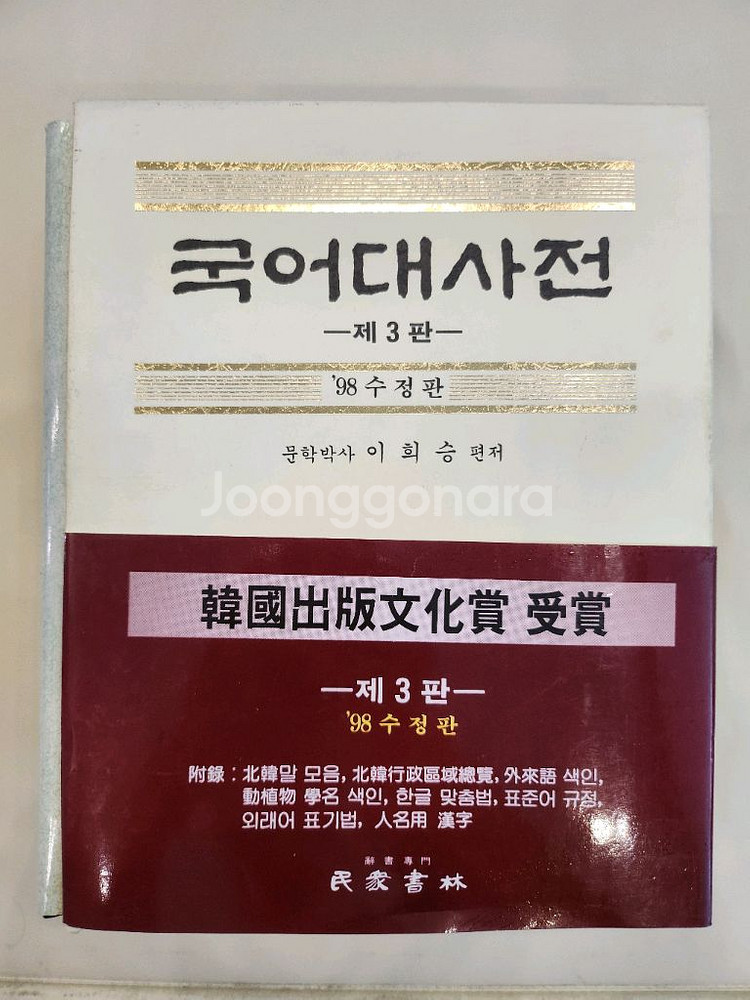 국어대사전
—제 3 판—
'98 수 정 판
문학박사 이 희 승 편저
Joonggonara
韓國出版文化賞 受賞
—제 3 판—
'98 수 정 판
附錄 : 北韓말 모음, 北韓行政區域總覽, 外來語 색인,
動植物 學名 색인, 한글 맞춤법, 표준어 규정,
외래어 표기법, 人名用 漢字
辭 書 專 門
民衆書林